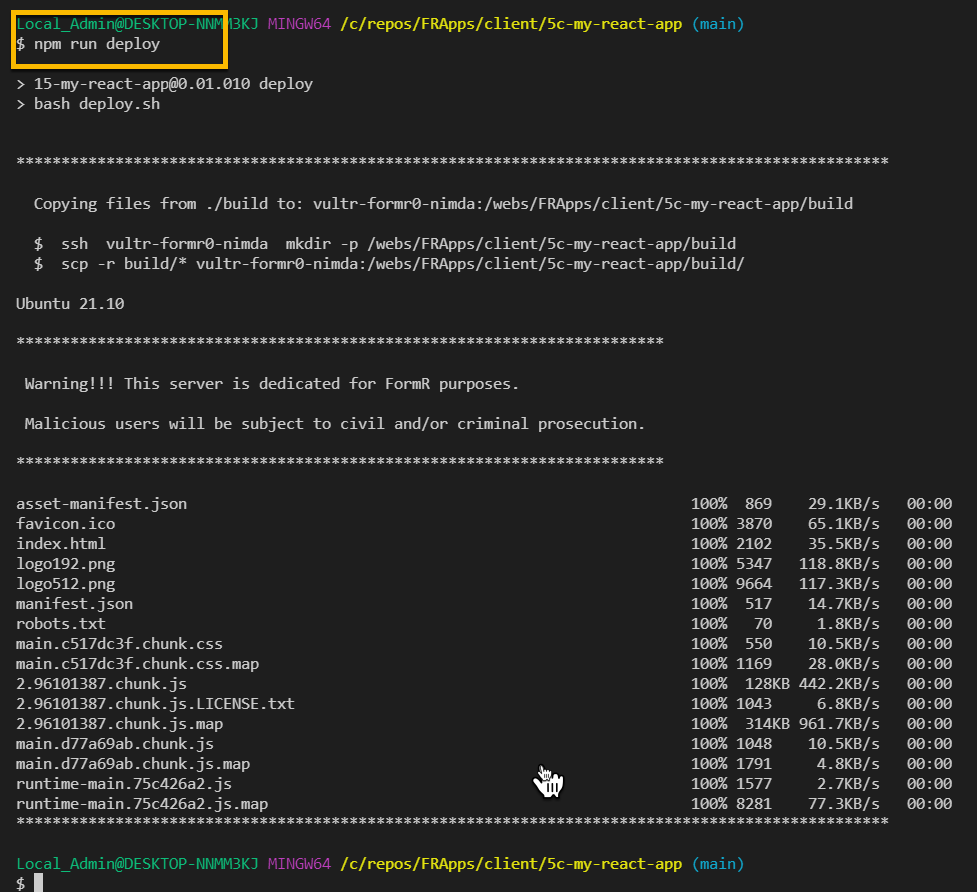 Local_Admin@DESKTOP-NNMM3KJ MINGW64 /c/repos/FRApps/client/5c-my-react-app (main)
$ npm run deploy
> 15-my-react-app@0.01.010 deploy
> bash deploy.sh
*************************************************************************************************
Copying files from ./build to: vultr-formr0-nimda:/webs/FRApps/client/5c-my-react-app/build
$  ssh  vultr-formr0-nimda  mkdir -p /webs/FRApps/client/5c-my-react-app/build
$  scp -r build/* vultr-formr0-nimda:/webs/FRApps/client/5c-my-react-app/build/
Ubuntu 21.10
************************************************************************
Warning!!! This server is dedicated for FormR purposes.
Malicious users will be subject to civil and/or criminal prosecution.
************************************************************************
asset-manifest.json 100% 869 29.1KB/s 00:00
favicon.ico 100% 3870 65.1KB/s 00:00
index.html 100% 2102 35.5KB/s 00:00
logo192.png 100% 5347 118.8KB/s 00:00
logo512.png 100% 9664 117.3KB/s 00:00
manifest.json 100% 517 14.7KB/s 00:00
robots.txt 100% 70 1.8KB/s 00:00
main.c517dc3f.chunk.css 100% 550 10.5KB/s 00:00
main.c517dc3f.chunk.css.map 100% 1169 28.0KB/s 00:00
2.96101387.chunk.js 100% 128KB 442.2KB/s 00:00
2.96101387.chunk.js.LICENSE.txt 100% 1043 6.8KB/s 00:00
2.96101387.chunk.js.map 100% 314KB 961.7KB/s 00:00
main.d77a69ab.chunk.js 100% 1048 10.5KB/s 00:00
main.d77a69ab.chunk.js.map 100% 1791 4.8KB/s 00:00
runtime-main.75c426a2.js 100% 1577 2.7KB/s 00:00
runtime-main.75c426a2.js.map 100% 8281 77.3KB/s 00:00
*************************************************************************************************
Local_Admin@DESKTOP-NNMM3KJ MINGW64 /c/repos/FRApps/client/5c-my-react-app (main)
$